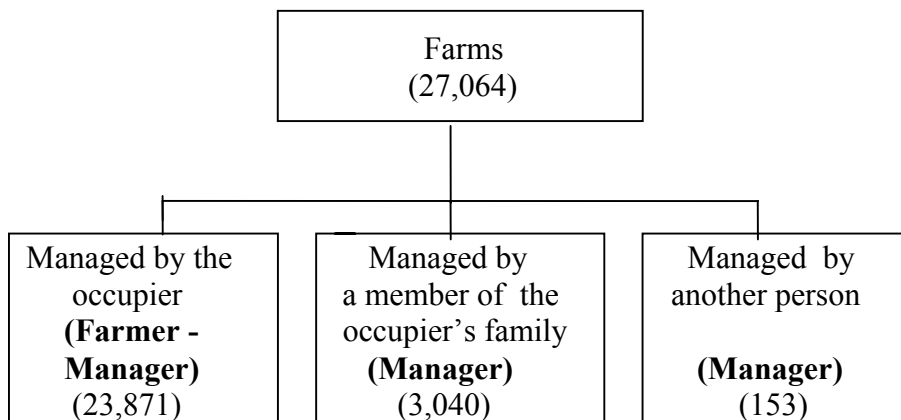 Farms
(27,064)
Managed by the
occupier
(Farmer -
Manager)
(23,871)
Managed by
a member of the
occupier's family
(Manager)
(3,040)
Managed by
another person
(Manager)
(153)